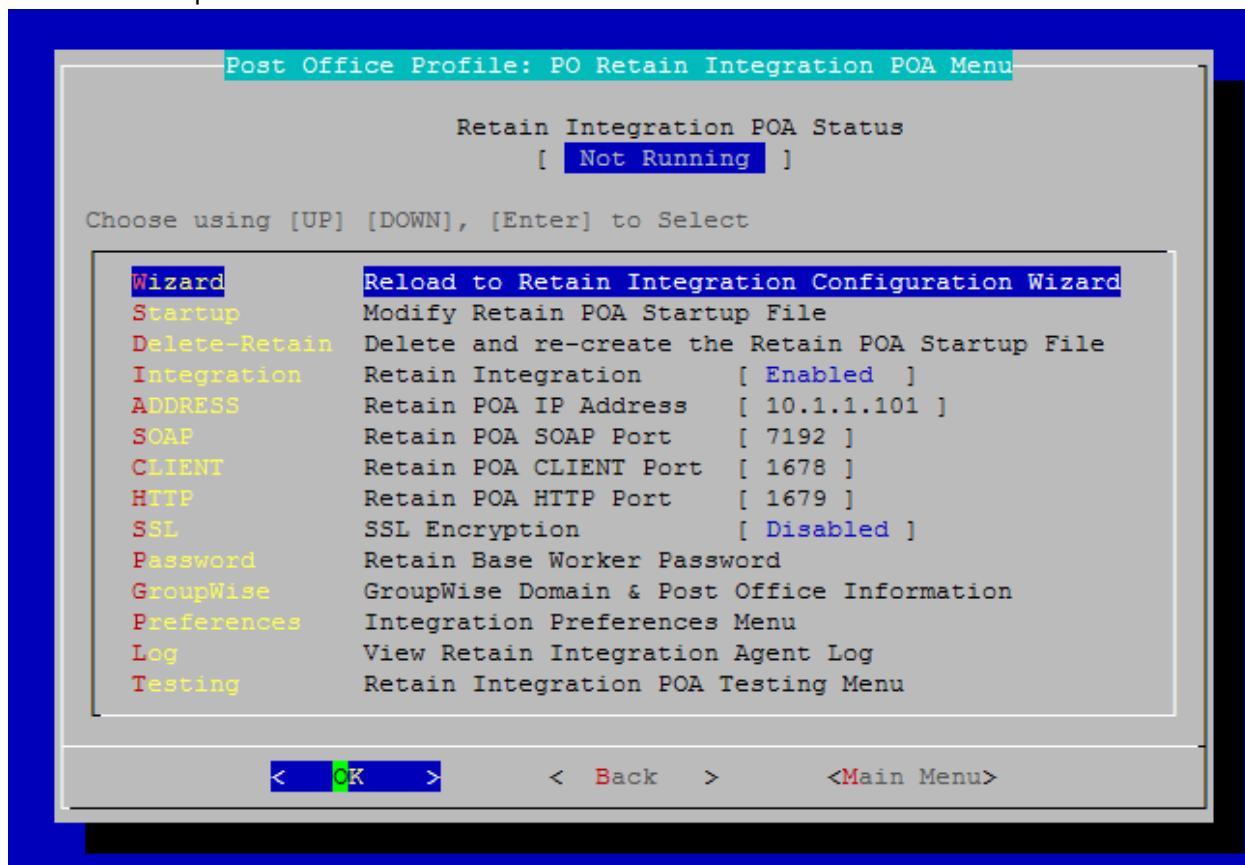 Post Office Profile: PO Retain Integration POA Menu
Retain Integration POA Status
[ Not Running ]
Choose using [UP] [DOWN], [Enter] to Select
Wizard Reload to Retain Integration Configuration Wizard
Startup Modify Retain POA Startup File
Delete-Retain Delete and re-create the Retain POA Startup File
Integration Retain Integration [ Enabled ]
ADDRESS Retain POA IP Address [ 10.1.1.101 ]
SOAP Retain POA SOAP Port [ 7192 ]
CLIENT Retain POA CLIENT Port [ 1678 ]
HTTP Retain POA HTTP Port [ 1679 ]
SSL SSL Encryption [ Disabled ]
Password Retain Base Worker Password
GroupWise GroupWise Domain & Post Office Information
Preferences Integration Preferences Menu
Log View Retain Integration Agent Log
Testing Retain Integration POA Testing Menu
< OK > < Back > <Main Menu>